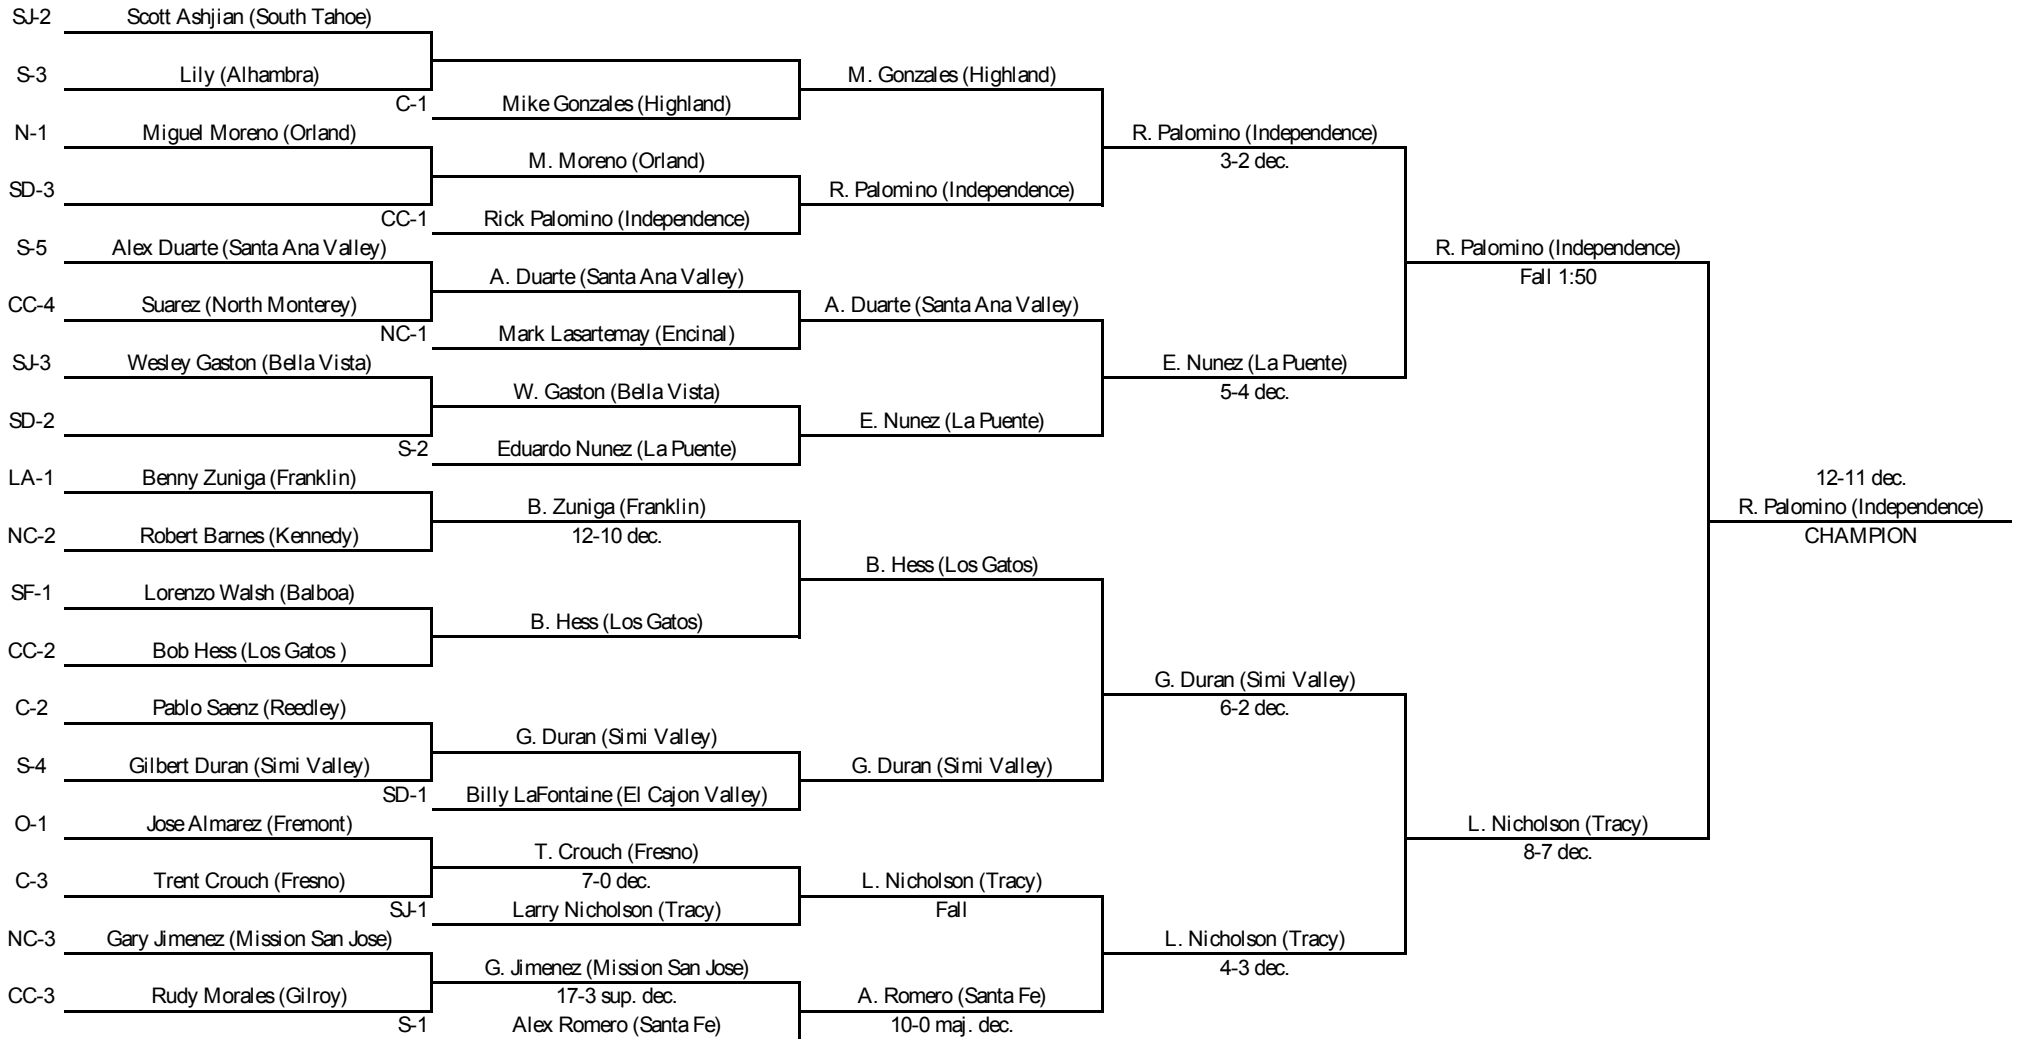 SJ-2 Scott Ashjian (South Tahoe)
S-3 Lily (Alhambra) M. Gonzales (Highland)
C-1 Mike Gonzales (Highland)
N-1 Miguel Moreno (Orland) R. Palomino (Independence)
M. Moreno (Orland) 3-2 dec.
SD-3 R. Palomino (Independence)
CC-1 Rick Palomino (Independence)
S-5 Alex Duarte (Santa Ana Valley) R. Palomino (Independence)
A. Duarte (Santa Ana Valley) Fall 1:50
CC-4 Suarez (North Monterey) A. Duarte (Santa Ana Valley)
NC-1 Mark Lasartemay (Encinal)
SJ-3 Wesley Gaston (Bella Vista) E. Nunez (La Puente)
W. Gaston (Bella Vista) 5-4 dec.
SD-2 E. Nunez (La Puente)
S-2 Eduardo Nunez (La Puente)
LA-1 Benny Zuniga (Franklin) 12-11 dec.
B. Zuniga (Franklin) R. Palomino (Independence)
NC-2 Robert Barnes (Kennedy) 12-10 dec. CHAMPION
B. Hess (Los Gatos)
SF-1 Lorenzo Walsh (Balboa)
B. Hess (Los Gatos)
CC-2 Bob Hess (Los Gatos )
G. Duran (Simi Valley)
C-2 Pablo Saenz (Reedley) 6-2 dec.
G. Duran (Simi Valley)
S-4 Gilbert Duran (Simi Valley) G. Duran (Simi Valley)
SD-1 Billy LaFontaine (El Cajon Valley)
O-1 Jose Almarez (Fremont) L. Nicholson (Tracy)
T. Crouch (Fresno) 8-7 dec.
C-3 Trent Crouch (Fresno) 7-0 dec. L. Nicholson (Tracy)
SJ-1 Larry Nicholson (Tracy) Fall
NC-3 Gary Jimenez (Mission San Jose) L. Nicholson (Tracy)
G. Jimenez (Mission San Jose) 4-3 dec.
CC-3 Rudy Morales (Gilroy) 17-3 sup. dec. A. Romero (Santa Fe)
S-1 Alex Romero (Santa Fe) 10-0 maj. dec.